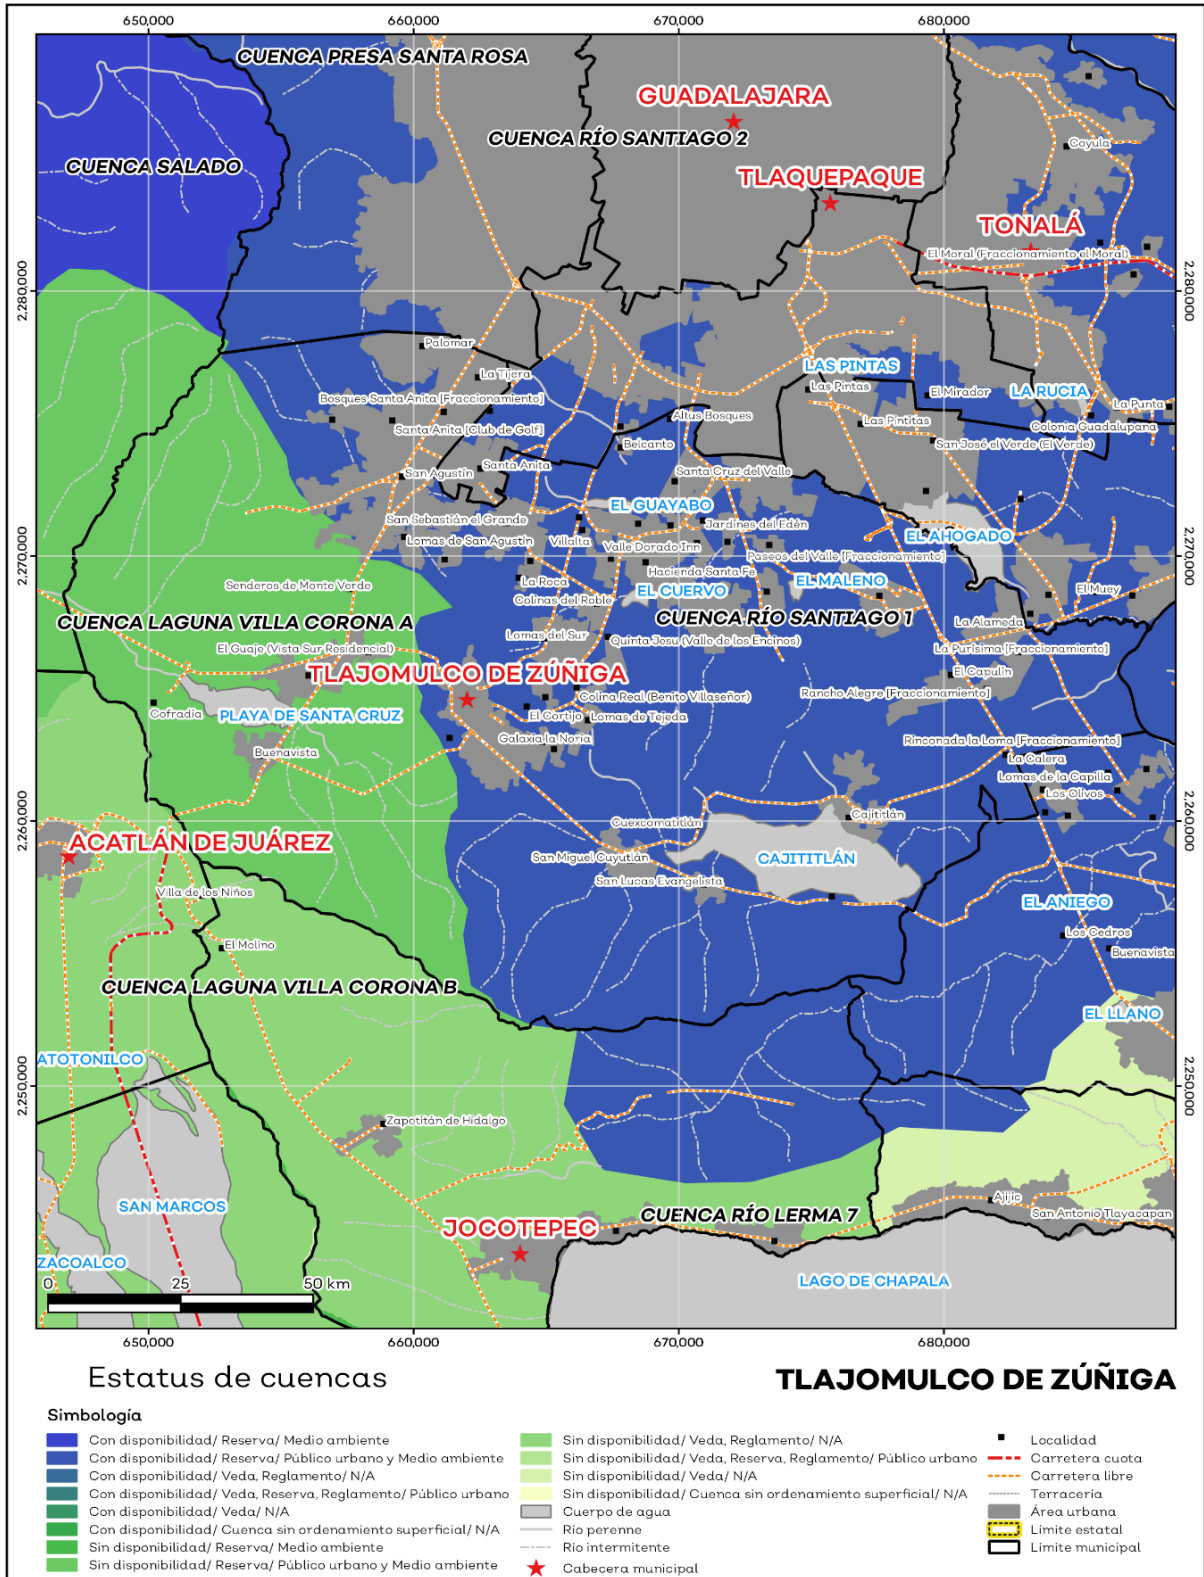 650,000
660,000
670,000
680,000
CUENCA PRESA SANTA ROSA
GUADALAJARA
CUENCA RÍO SANTIAGO 2
CUENCA SALADO
Coyula
TLAQUEPAQUE
TONALÁ
El Moral (Fraccionamiento el Moral)
2,280,000
2,280,000
Palomar
LAS PINTAS
La Tijera
Las Pintas
El Mirador
LA RUCIA
Bosques Santa Anita [Fraccionamiento]
La Punta
Altus Bosques
Las Pintitas
Colonia Guadalupana
Santa Anita [Club de Golf]
Belcanto
San José el Verde (El Verde)
Santa Anita
San Agustín
Santa Cruz del Valle
EL GUAYABO
San Sebastián el Grande
Jardines del Edén
Lomas de San Agustín
Villalta
Valle Dorado Inn
EL AHOGADO
Paseos del Valle [Fraccionamiento]
2,270,000
2,270,000
Hacienda Santa Fe
La Roca
EL MALENO
Senderos de Monte Verde
EL CUERVO
El Muey
Colinas del Roble
CUENCA LAGUNA VILLA CORONA A
CUENCA RÍO SANTIAGO 1
La Alameda
Lomas del Sur
Quinta Jesu (Valle de los Encinos)
El Guaje (Vista Sur Residencial)
La Purísima [Fraccionamiento]
TLAJOMULCO DE ZÚÑIGA
El Capulín
Colina Real (Benito Villaseñor)
Rancho Alegre [Fraccionamiento]
Cofradia
PLAYA DE SANTA CRUZ
El Cortijo
Lomas de Tejeda
Galaxia la Noria
Rinconada la Loma [Fraccionamiento]
Buenavista
La Calera
Lomas de la Capilla
Los Olivos
2,260,000
2,260,000
Cuexcomatitlán
Cajititlán
ACATLÁN DE JUÁREZ
San Miguel Cuyutlán
CAJITITLÁN
San Lucas Evangelista
Villa de los Niños
EL ANIEGO
Los Cedros
El Molino
Buenavista
CUENCA LAGUNA VILLA CORONA B
EL LLANO
ATOTONILCO
2,250,000
2,250,000
Zapotitán de Hidalgo
SAN MARCOS
Ajijic
CUENCA RÍO LERMA 7
San Antonio Tlayacapan
JOCOTEPEC
ZACOALCO
LAGO DE CHAPALA
0
25
50 km
650,000
660,000
670,000
680,000
Estatus de cuencas
TLAJOMULCO DE ZÚÑIGA
Simbología
Con disponibilidad/ Reserva/ Medio ambiente
Con disponibilidad/ Reserva/ Público urbano y Medio ambiente
Con disponibilidad/ Veda, Reglamento/ N/A
Con disponibilidad/ Veda, Reserva, Reglamento/ Público urbano
Con disponibilidad/ Veda/ N/A
Con disponibilidad/ Cuenca sin ordenamiento superficial/ N/A
Sin disponibilidad/ Reserva/ Medio ambiente
Sin disponibilidad/ Reserva/ Público urbano y Medio ambiente
Sin disponibilidad/ Veda, Reglamento/ N/A
Sin disponibilidad/ Veda, Reserva, Reglamento/ Público urbano
Sin disponibilidad/ Veda/ N/A
Sin disponibilidad/ Cuenca sin ordenamiento superficial/ N/A
Cuerpo de agua
Río perenne
Río intermitente
Cabecera municipal
Localidad
Carretera cuota
Carretera libre
Terracería
Área urbana
Límite estatal
Límite municipal